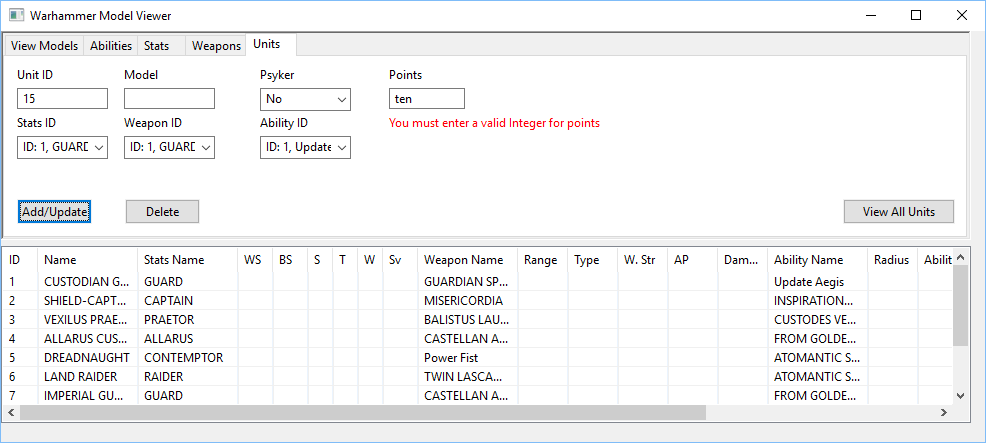 Warhammer Model Viewer
View Models Abilities Stats Weapons Units
Unit ID Model Psyker Points
15 No ten
Stats ID Weapon ID Ability ID You must enter a valid Integer for points
ID: 1, GUARD ID: 1, GUARD ID: 1, Update
Add/Update Delete View All Units
ID Name Stats Name WS BS S T W Sv Weapon Name Range Type W. Str AP Dam... Ability Name Radius Abilit
1 CUSTODIAN G... GUARD GUARDIAN SP... Update Aegis
2 SHIELD-CAPT... CAPTAIN MISERICORDIA INSPIRATION...
3 VEXILUS PRAE... PRAETOR BALISTUS LAU... CUSTODES VE...
4 ALLARUS CUS... ALLARUS CASTELLAN A... FROM GOLDE...
5 DREADNAUGHT CONTEMPTOR Power Fist ATOMANTIC S...
6 LAND RAIDER RAIDER TWIN LASCA... ATOMANTIC S...
7 IMPERIAL GU... GUARD CASTELLAN A... FROM GOLDE...